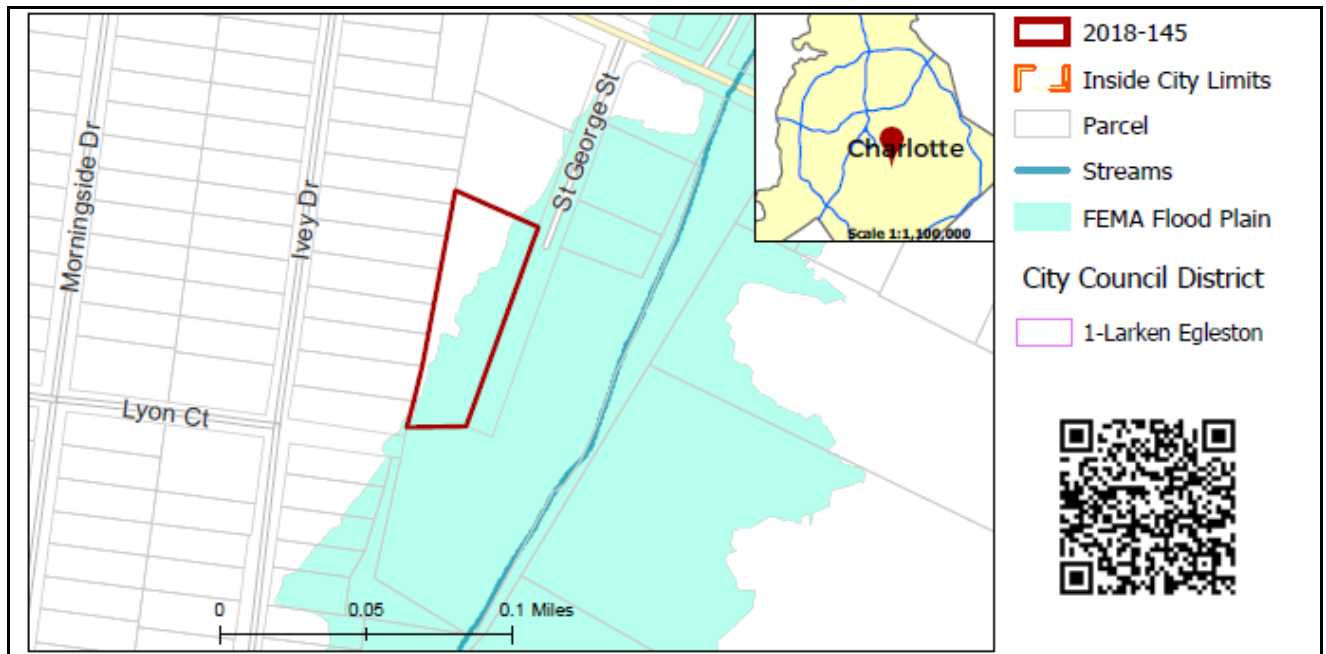 Morningside Dr
Ivey Dr
St George St
Lyon Ct
0 0.05 0.1 Miles
Charlotte
Scale 1:1,100,000
2018-145
Inside City Limits
Parcel
Streams
FEMA Flood Plain
City Council District
1-Larken Egleston